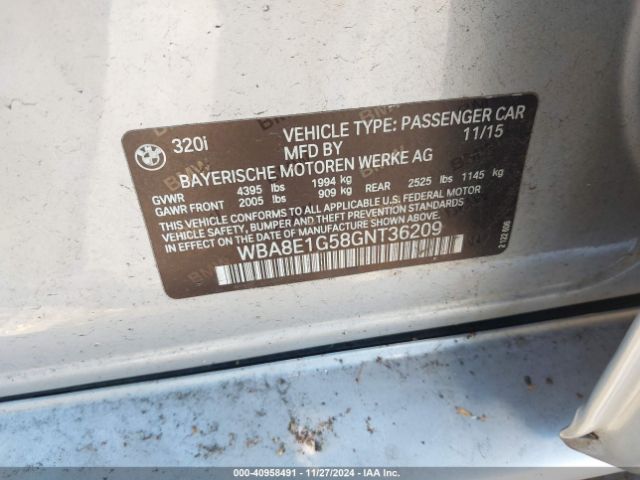 320i
VEHICLE TYPE: PASSENGER CAR
MFD BY 11/15
BAYERISCHE MOTOREN WERKE AG
GVWR 4395 lbs 1994 kg
GAWR FRONT 2005 lbs 909 kg REAR 2525 lbs 1145 kg
THIS VEHICLE CONFORMS TO ALL APPLICABLE U.S. FEDERAL MOTOR
VEHICLE SAFETY, BUMPER, AND THEFT PREVENTION STANDARDS
IN EFFECT ON THE DATE OF MANUFACTURE SHOWN ABOVE.
WBA8E1G58GNT36209
2 122 606
000-40958491 - 11/27/2024 - IAA Inc.